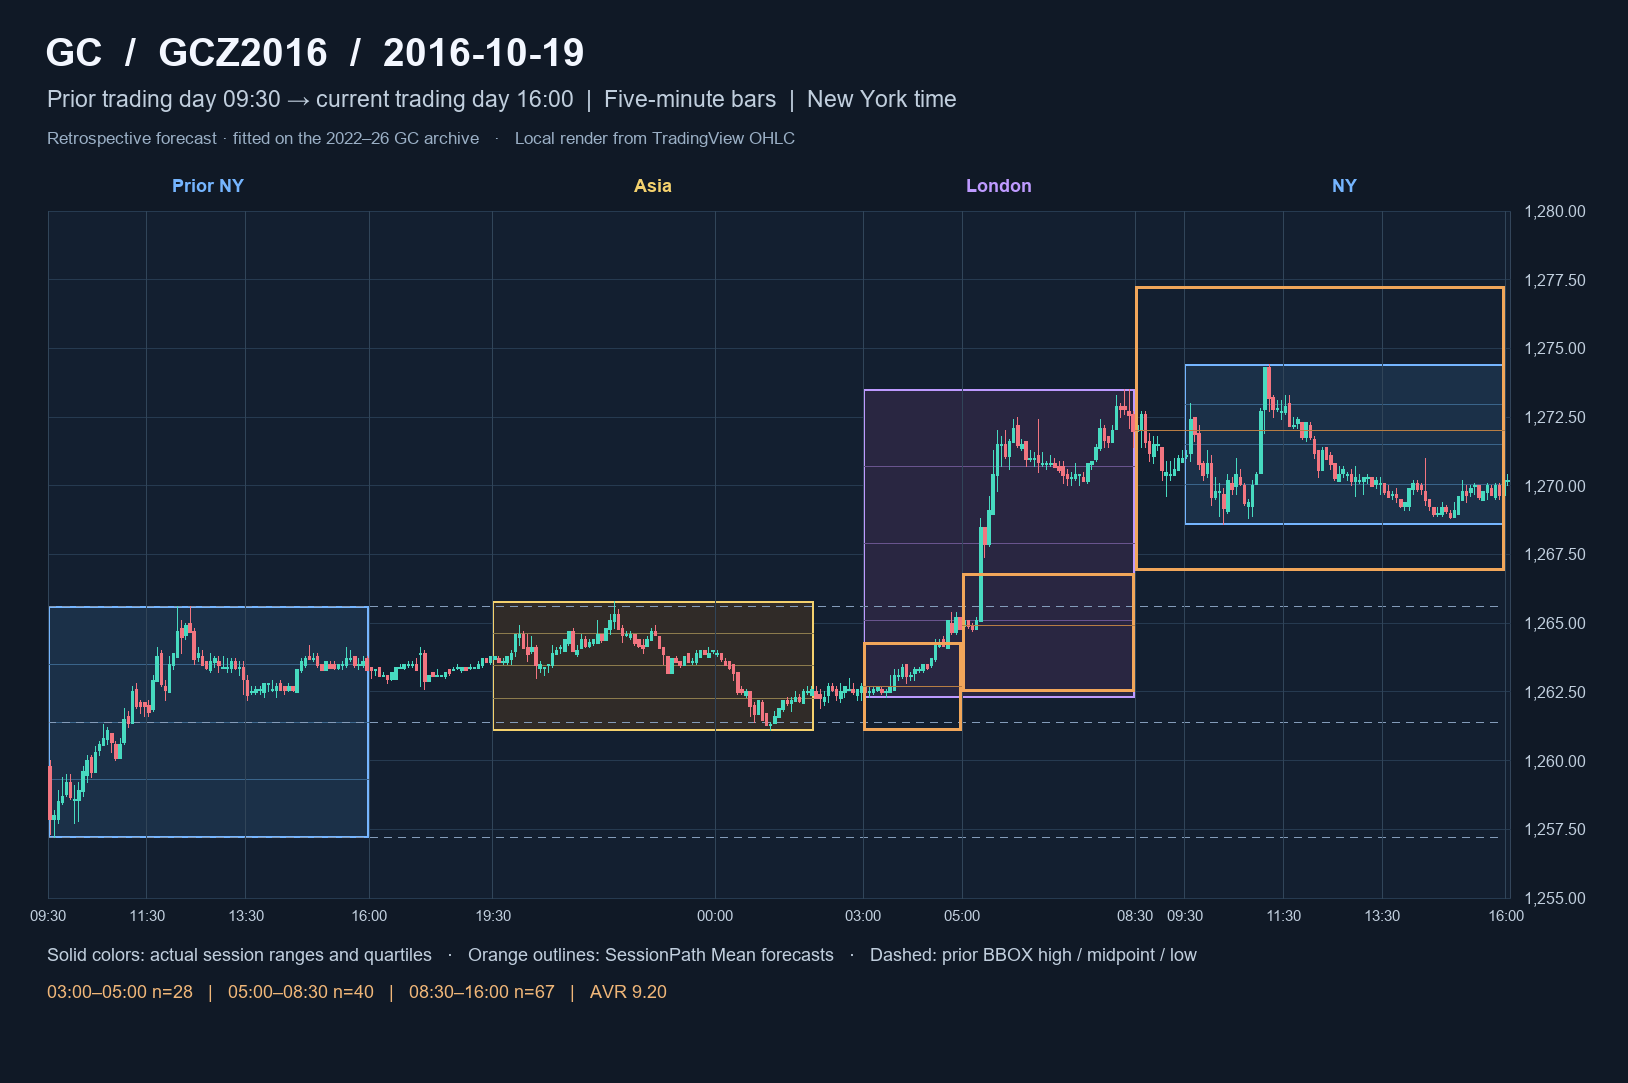 GC / GCZ2016 / 2016-10-19
Prior trading day 09:30 → current trading day 16:00 | Five-minute bars | New York time
Retrospective forecast · fitted on the 2022–26 GC archive · Local render from TradingView OHLC
Prior NY Asia London NY
1,280.00
1,277.50
1,275.00
1,272.50
1,270.00
1,267.50
1,265.00
1,262.50
1,260.00
1,257.50
1,255.00
09:30 11:30 13:30 16:00 19:30 00:00 03:00 05:00 08:30 09:30 11:30 13:30 16:00
Solid colors: actual session ranges and quartiles · Orange outlines: SessionPath Mean forecasts · Dashed: prior BBOX high / midpoint / low
03:00–05:00 n=28 | 05:00–08:30 n=40 | 08:30–16:00 n=67 | AVR 9.20